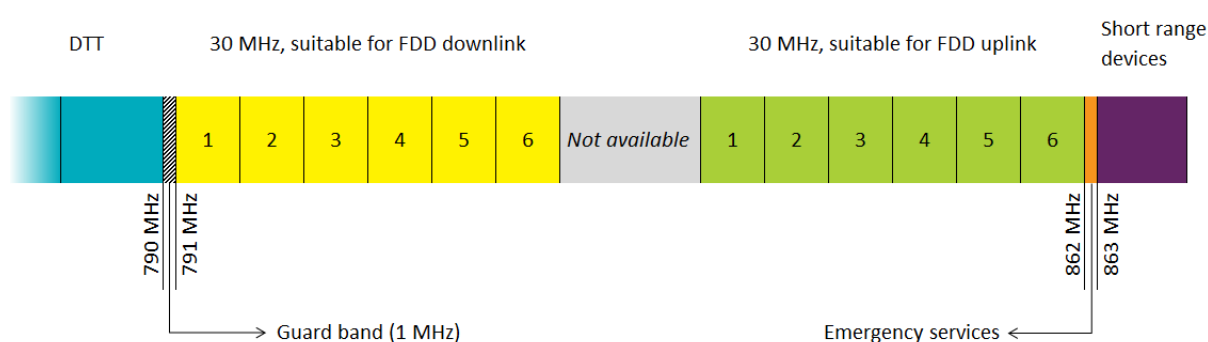 DTT
30 MHz, suitable for FDD downlink
30 MHz, suitable for FDD uplink
Short range
devices
1
2
3
4
5
6
Not available
1
2
3
4
5
6
790 MHz
791 MHz
862 MHz
863 MHz
Guard band (1 MHz)
Emergency services